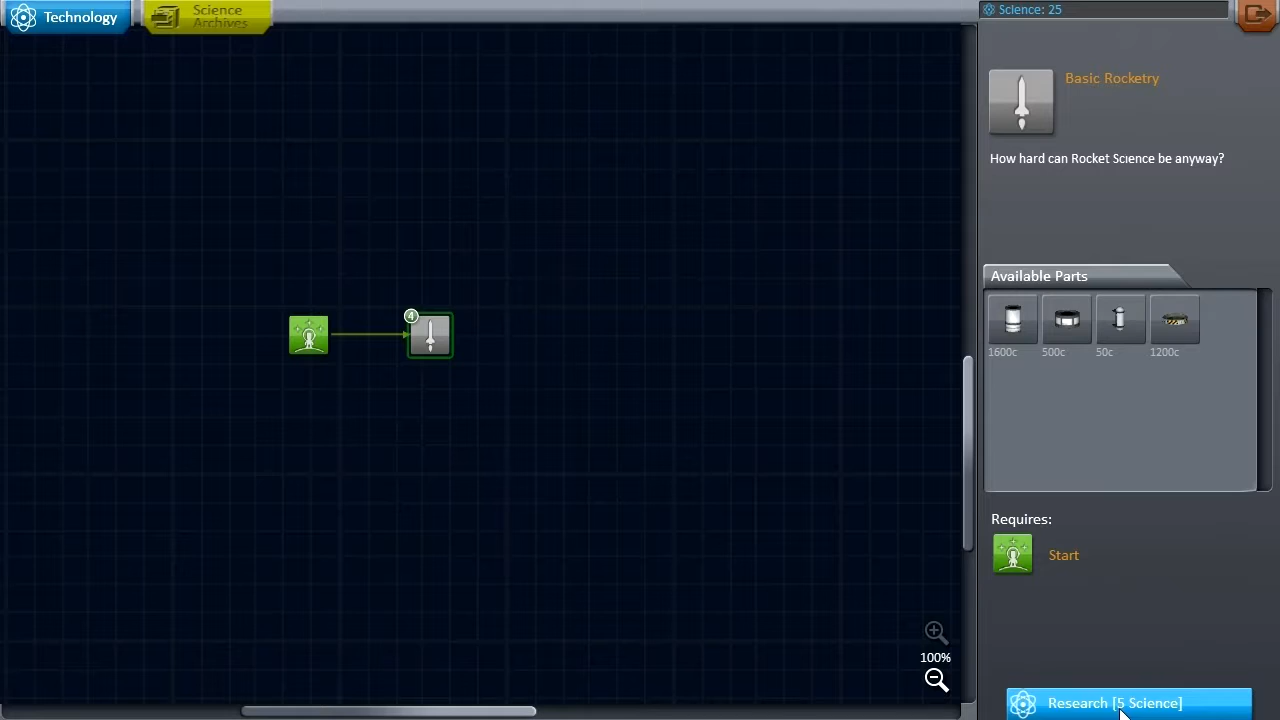 Technology
Science
Archives
Science: 25
Basic Rocketry
How hard can Rocket Science be anyway?
Available Parts
4
1600c
500c
50c
1200c
Requires:
Start
100%
Research [5 Science]